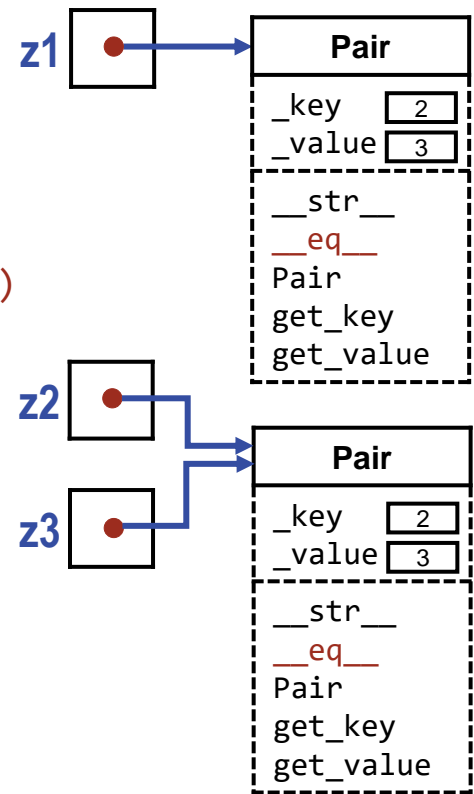 z1
Pair
_key 2
_value 3
__str__
__eq__
)
Pair
get_key
get_value
z2
z3
Pair
_key 2
_value 3
__str__
__eq__
Pair
get_key
get_value